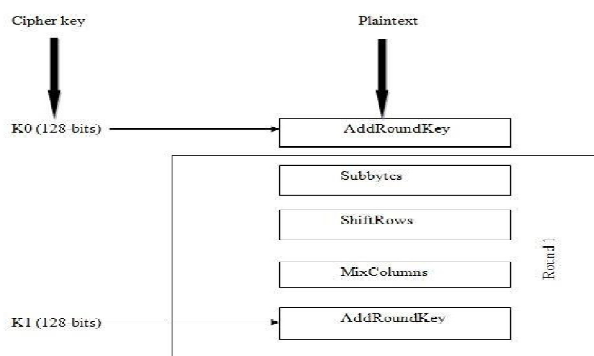 Cipher key
Plaintext
K0 (128-bits)
AddRoundKey
Subbytes
ShiftRows
MixColumns
Round 1
K1 (128-bits)
AddRoundKey